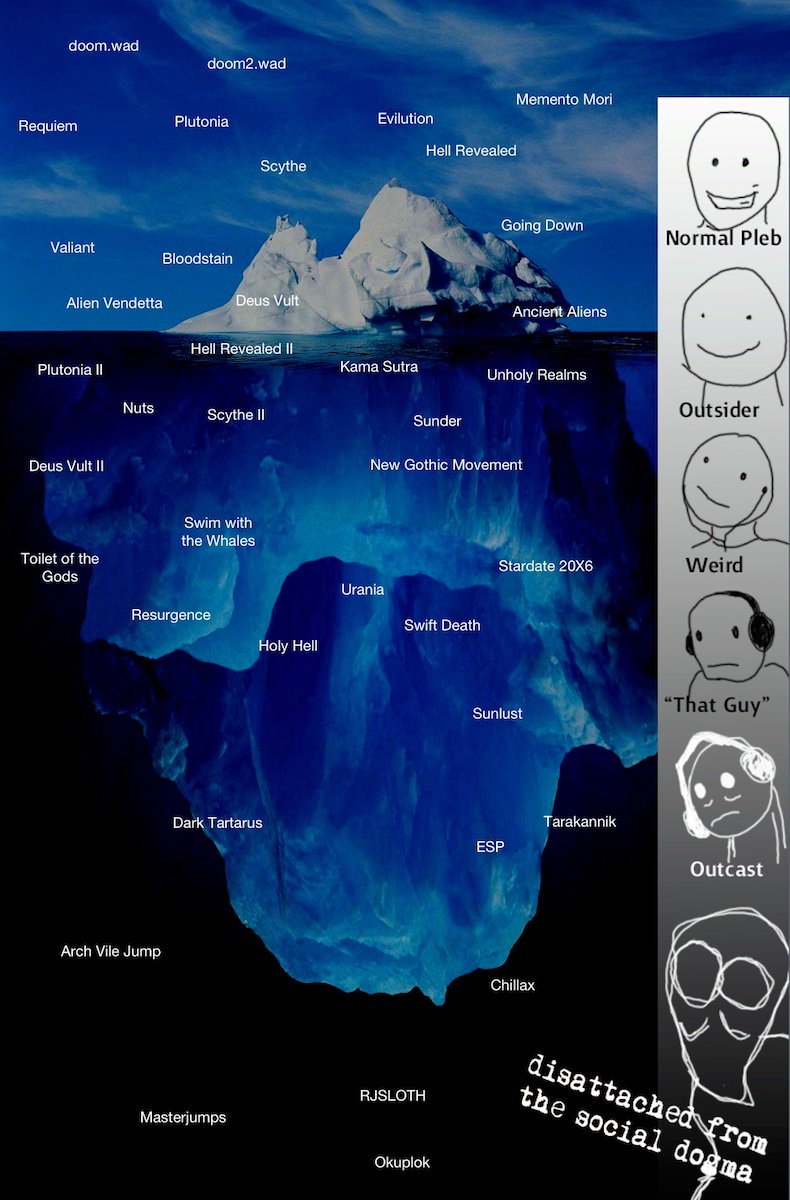 doom.wad
doom2.wad
Memento Mori
Requiem
Plutonia
Evilution
Hell Revealed
Scythe
Going Down
Normal Pleb
Valiant
Bloodstain
Alien Vendetta
Deus Vult
Ancient Aliens
Hell Revealed II
Plutonia II
Kama Sutra
Unholy Realms
Nuts
Scythe II
Sunder
Outsider
Deus Vult II
New Gothic Movement
Swim with
the Whales
Toilet of the
Gods
Stardate 20X6
Weird
Urania
Resurgence
Swift Death
Holy Hell
"That Guy"
Sunlust
Dark Tartarus
Tarakannik
ESP
Outcast
Arch Vile Jump
Chillax
RJSLOTH
Masterjumps
disattached from
the social dogma
Okuplok